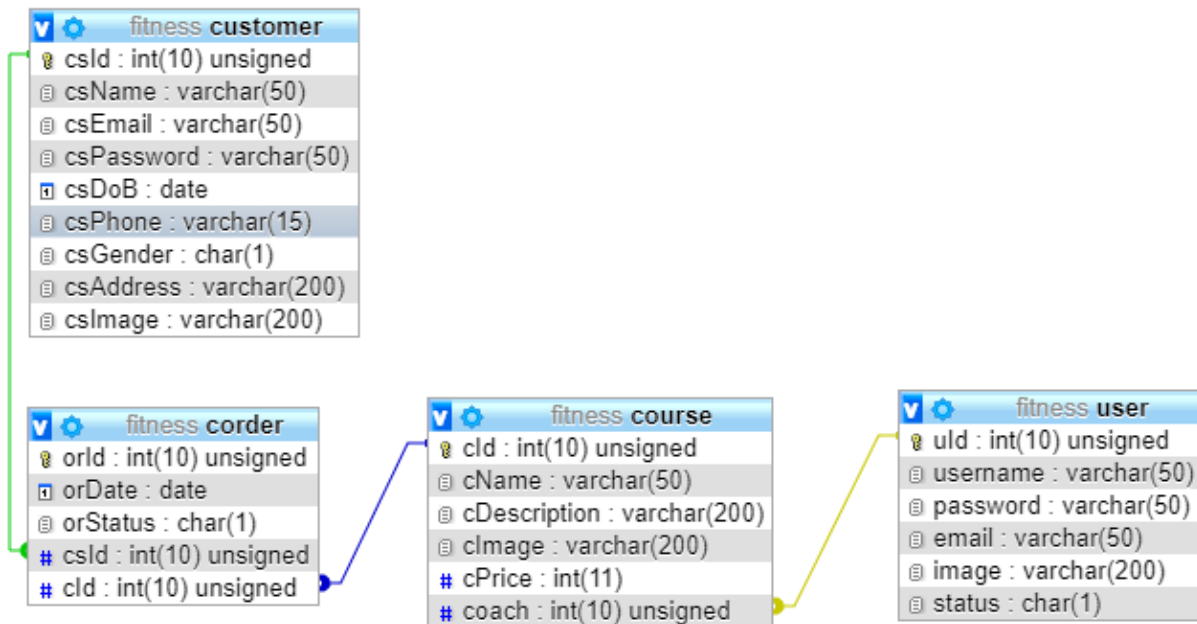 fitness customer
csId : int(10) unsigned
csName : varchar(50)
csEmail : varchar(50)
csPassword : varchar(50)
csDoB : date
csPhone : varchar(15)
csGender : char(1)
csAddress : varchar(200)
csImage : varchar(200)
fitness corder
orId : int(10) unsigned
orDate : date
orStatus : char(1)
# csId : int(10) unsigned
# cId : int(10) unsigned
fitness course
cId : int(10) unsigned
cName : varchar(50)
cDescription : varchar(200)
cImage : varchar(200)
# cPrice : int(11)
# coach : int(10) unsigned
fitness user
uId : int(10) unsigned
username : varchar(50)
password : varchar(50)
email : varchar(50)
image : varchar(200)
status : char(1)